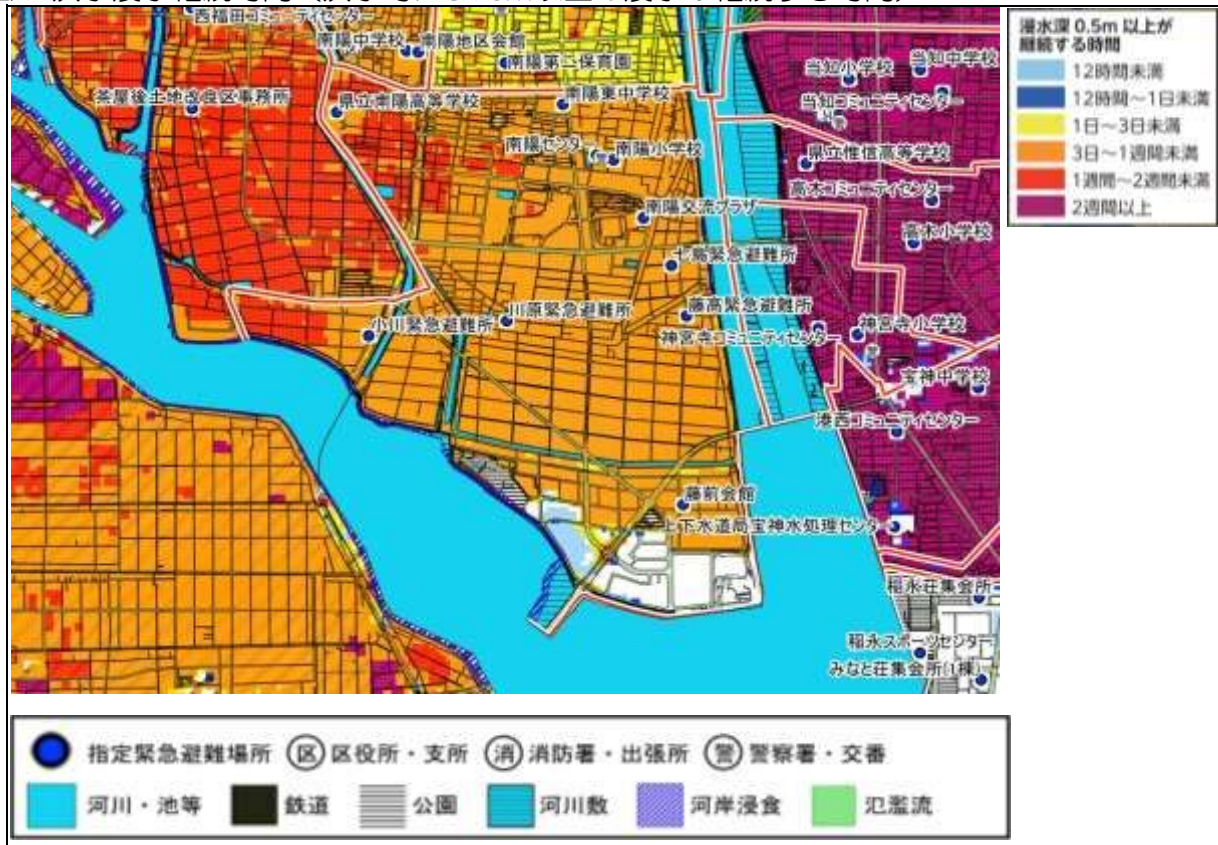 西福田コミュニティセンター
南陽中学校
南陽地区会館
南陽第二保育園
当知小学校
当知中学校
茶屋後土地改良区事務所
県立南陽高等学校
南陽東中学校
当知コミュニティセンター
南陽センター
南陽小学校
県立惟信高等学校
高木コミュニティセンター
南陽交流プラザ
高木小学校
七島緊急避難所
川原緊急避難所
藤高緊急避難所
小川緊急避難所
神宮寺コミュニティセンター
神宮寺小学校
宝神中学校
港西コミュニティセンター
藤前会館
上下水道局宝神水処理センター
稲永荘集会所
稲永スポーツセンター
みなと荘集会所(1棟)
浸水深 0.5m 以上が
継続する時間
12時間未満
12時間～1日未満
1日～3日未満
3日～1週間未満
1週間～2週間未満
2週間以上
指定緊急避難場所 区 区役所・支所 消 消防署・出張所 警 警察署・交番
河川・池等 鉄道 公園 河川敷 河岸浸食 氾濫流